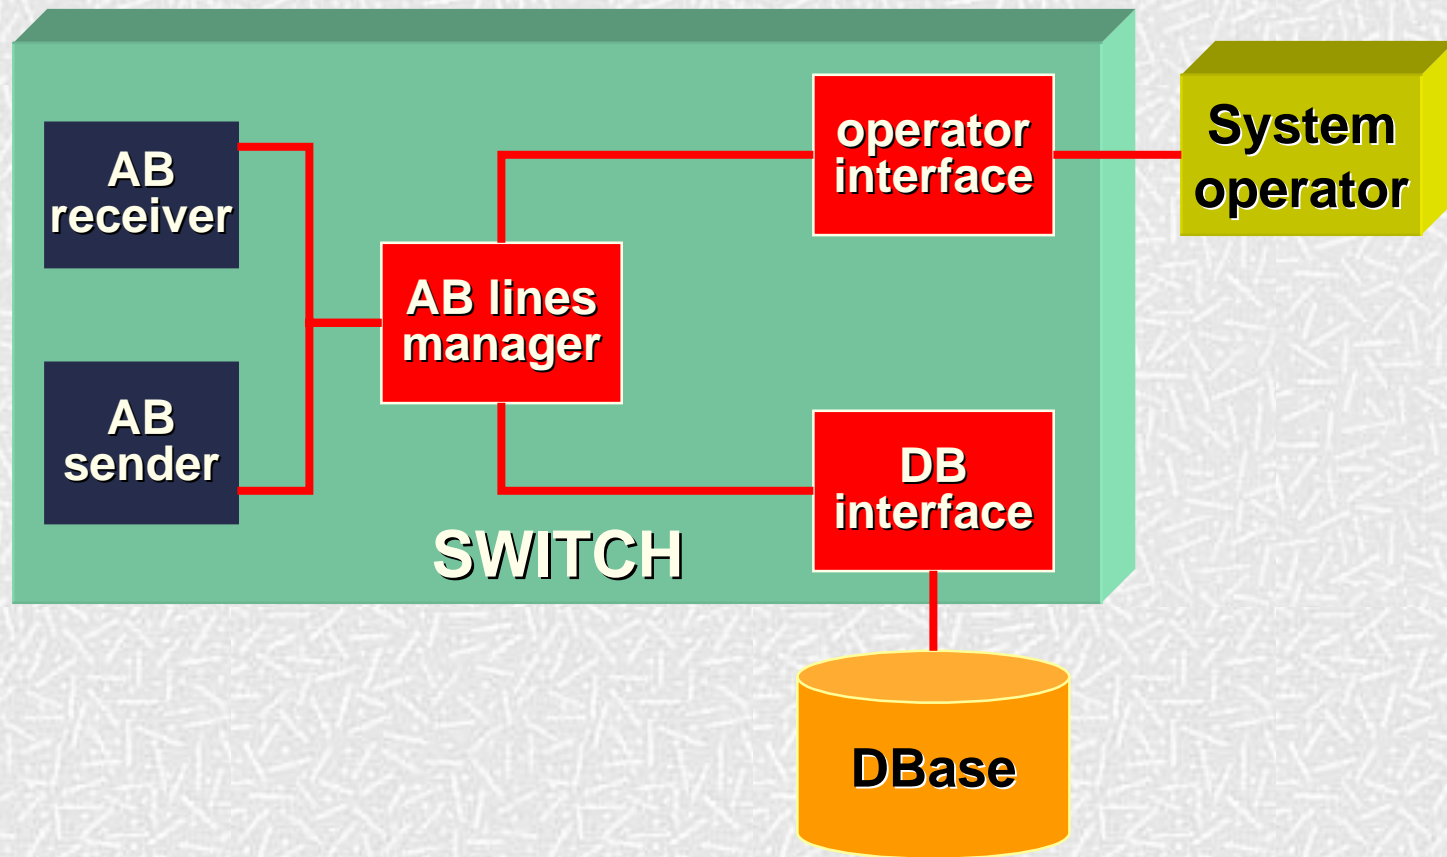 AB
receiver
AB
sender
AB lines
manager
operator
interface
DB
interface
SWITCH
System
operator
DBase